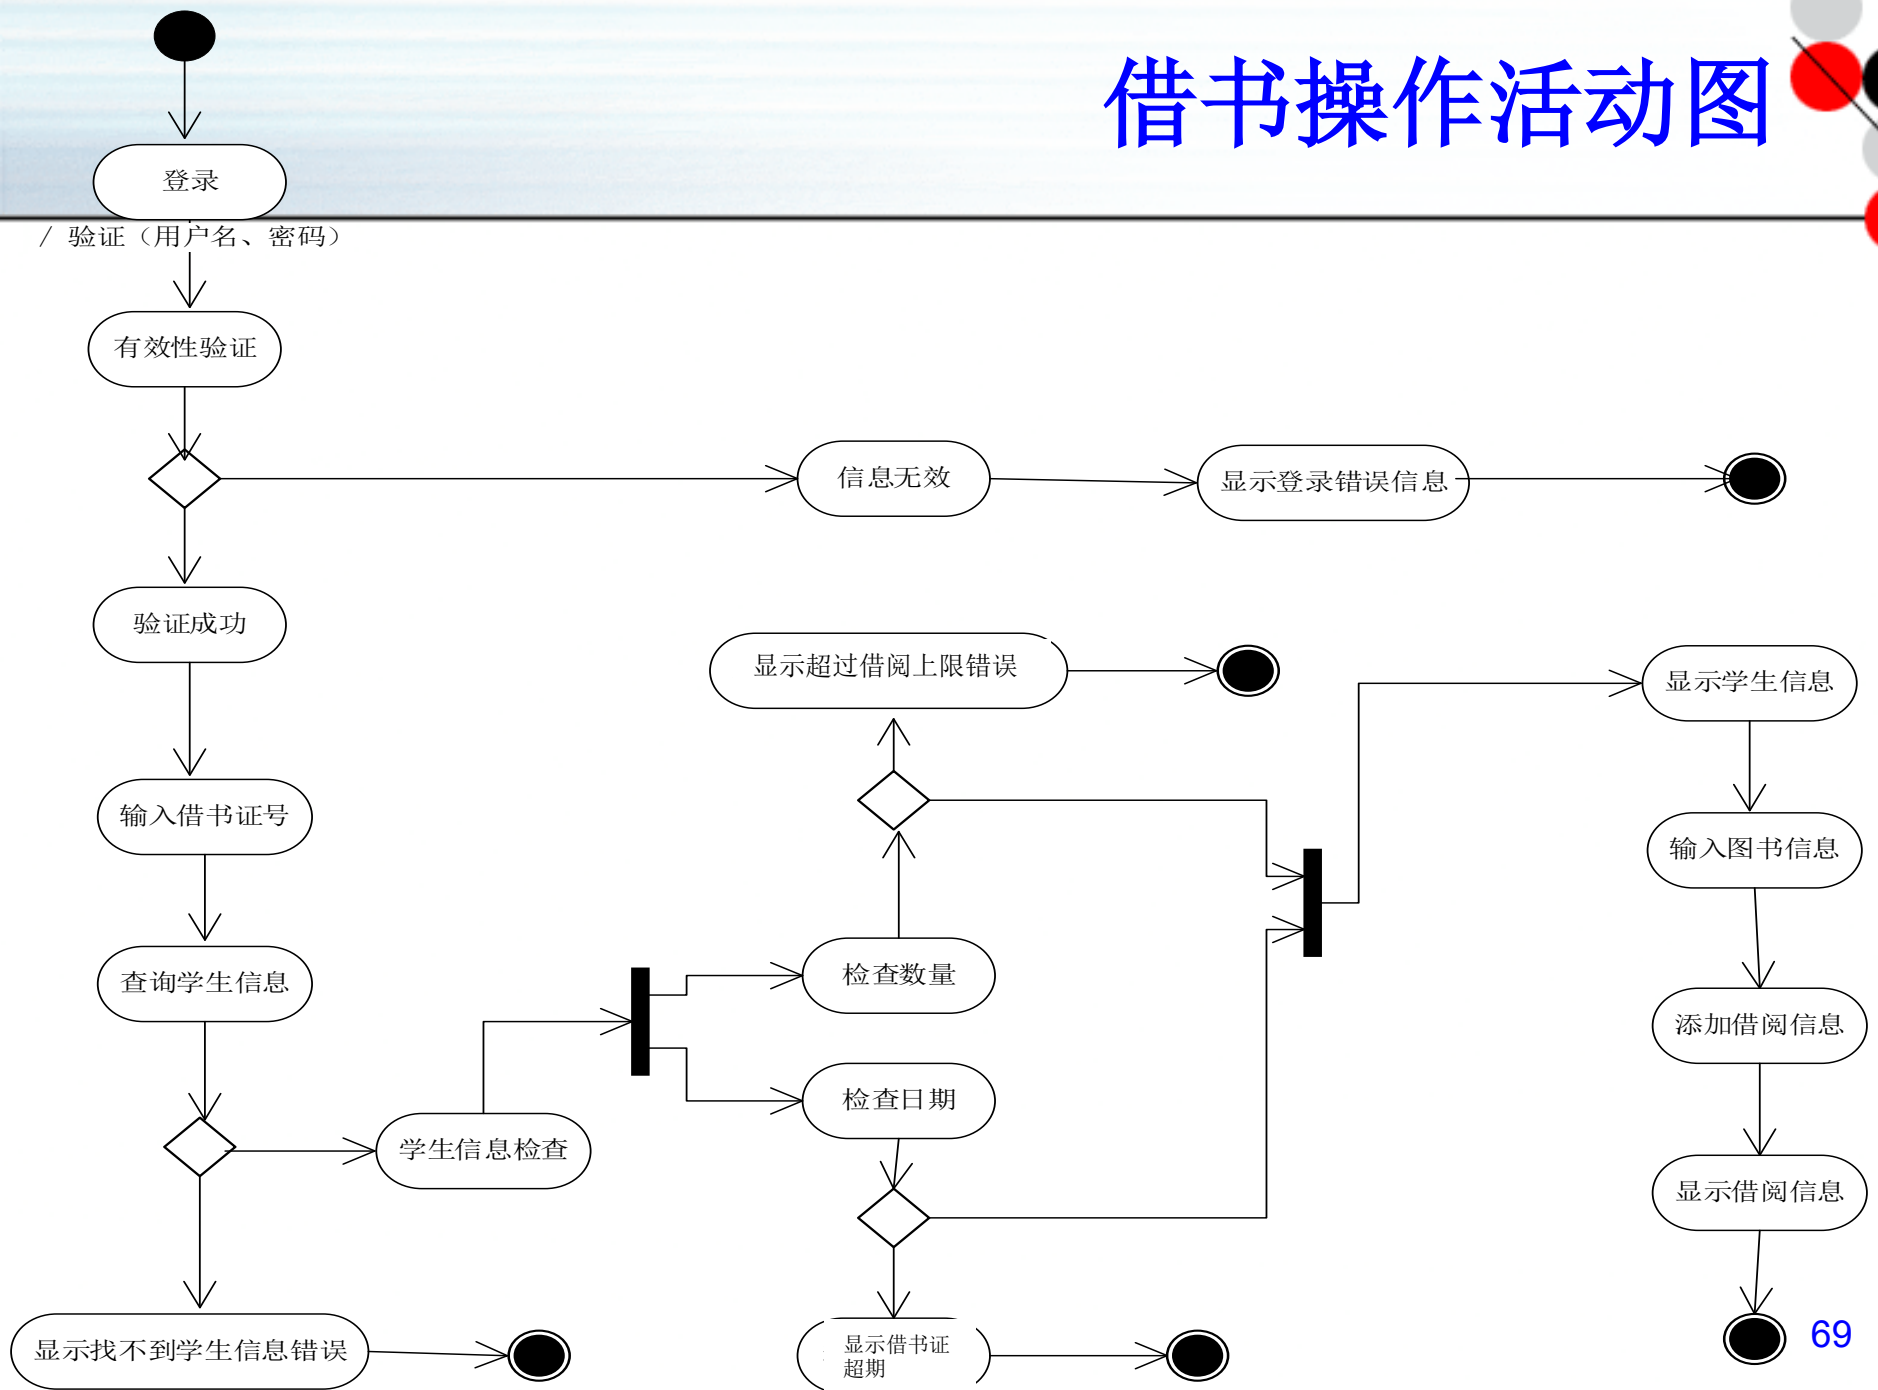 借书操作活动图
登录
/ 验证（用户名、密码）
有效性验证
信息无效
显示登录错误信息
验证成功
显示超过借阅上限错误
显示学生信息
输入借书证号
输入图书信息
查询学生信息
检查数量
添加借阅信息
检查日期
学生信息检查
显示借阅信息
显示找不到学生信息错误
显示借书证
超期
69